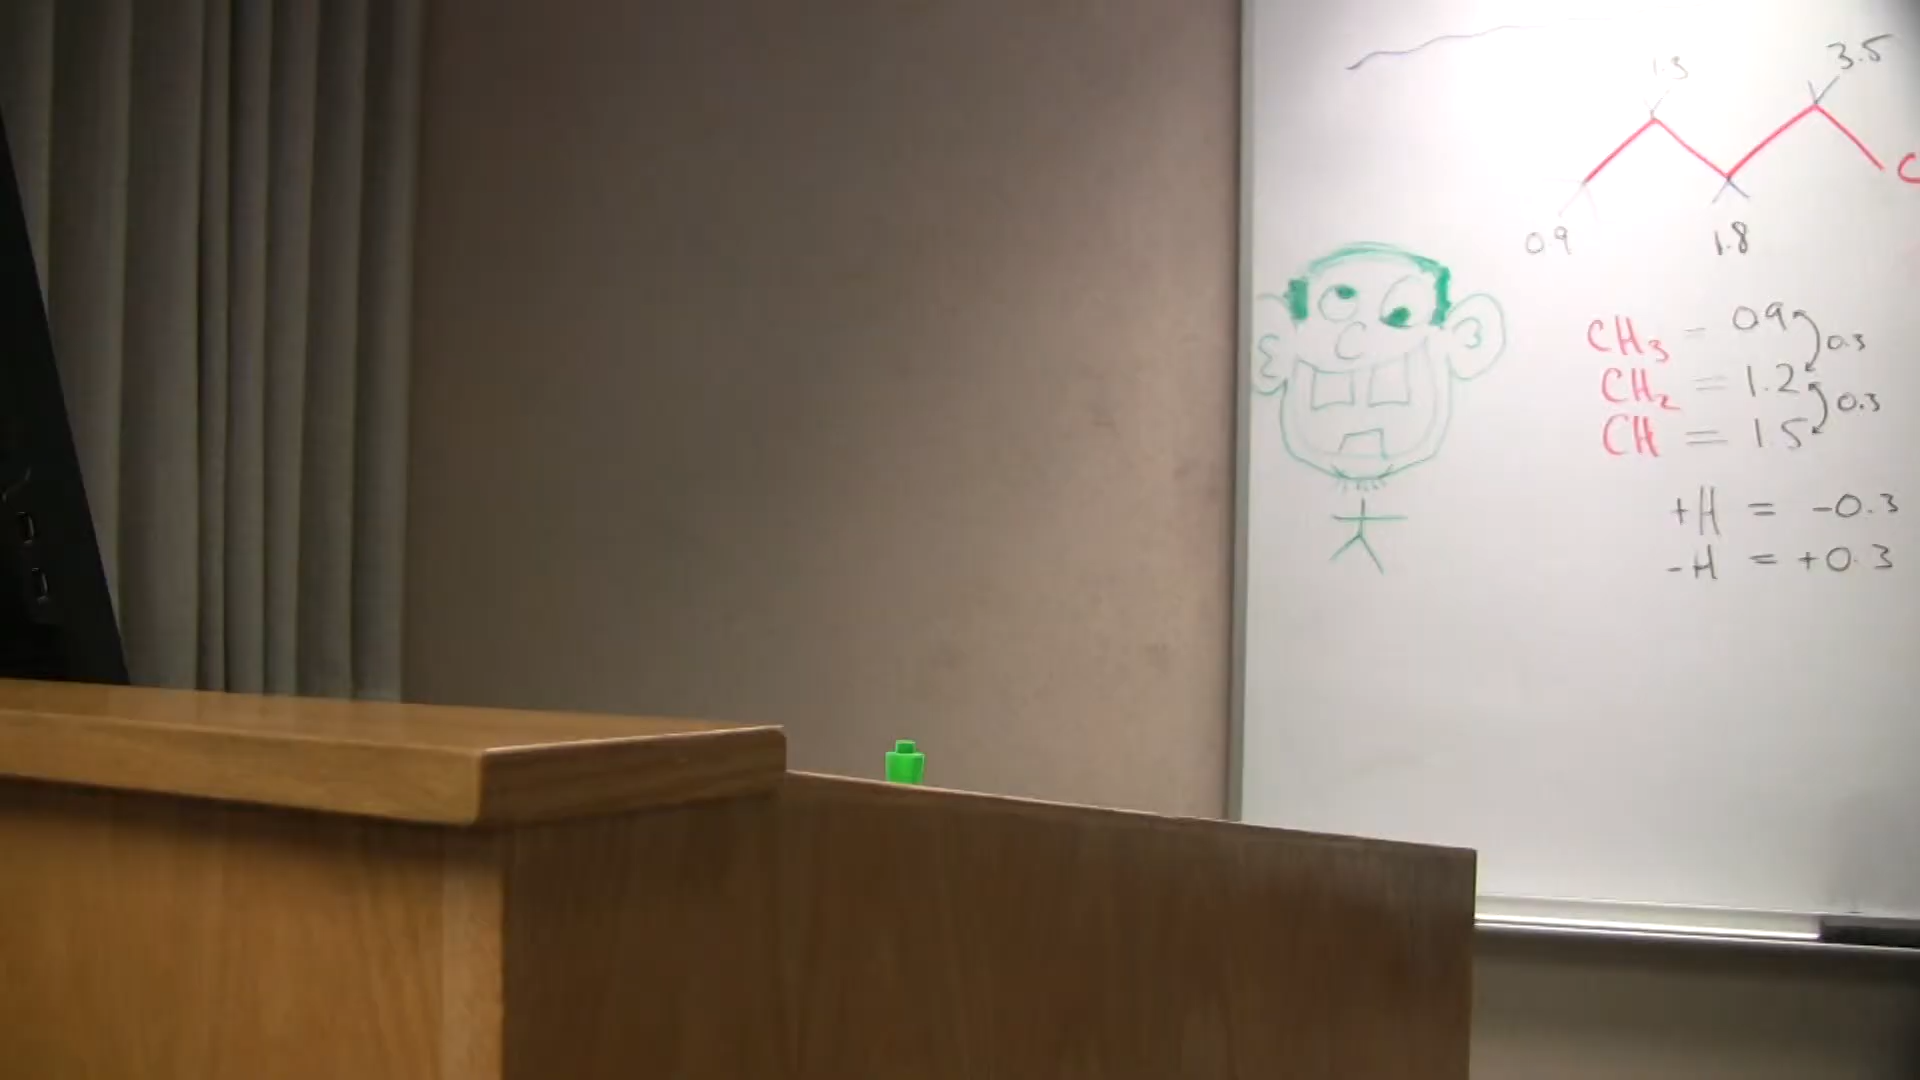 1.3
3.5
C
0.9
1.8
CH3 - 0.9
0.3
CH2 = 1.2
0.3
CH = 1.5
+H = -0.3
-H = +0.3